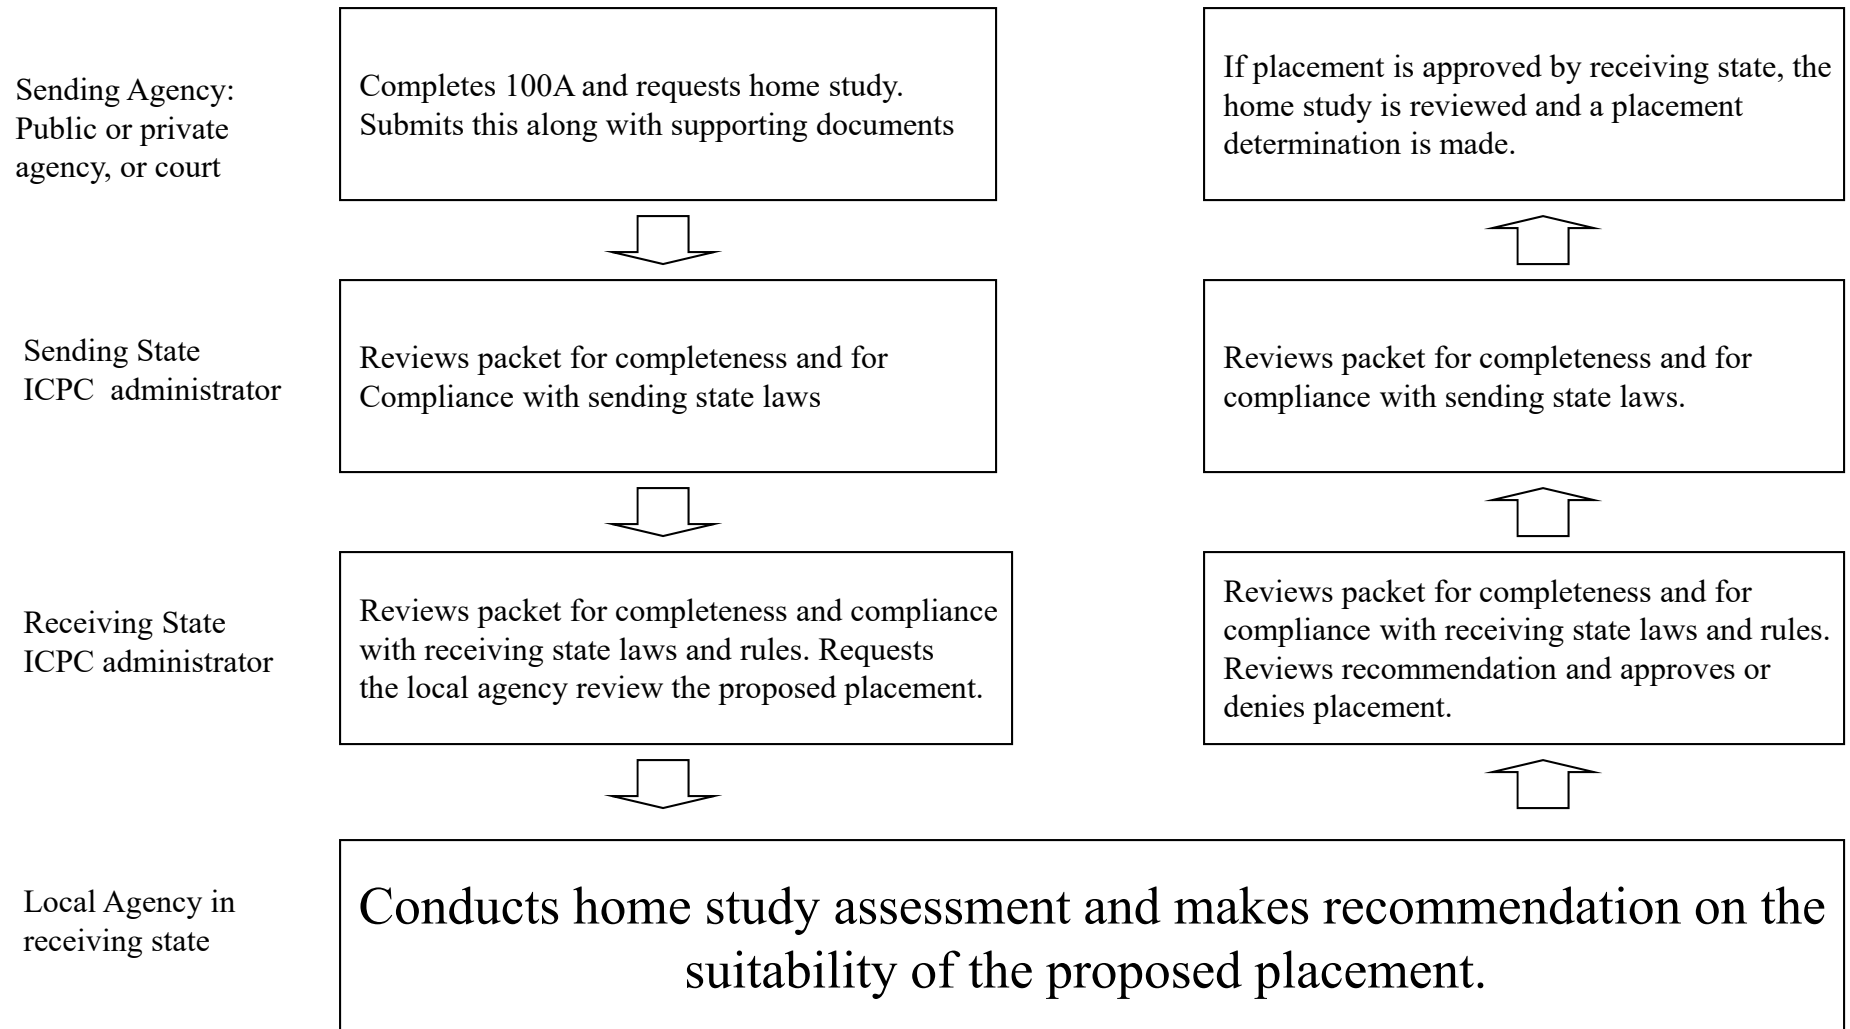 Sending Agency:
Public or private
agency, or court
Completes 100A and requests home study.
Submits this along with supporting documents
If placement is approved by receiving state, the
home study is reviewed and a placement
determination is made.
Sending State
ICPC  administrator
Reviews packet for completeness and for
Compliance with sending state laws
Reviews packet for completeness and for
compliance with sending state laws.
Receiving State
ICPC administrator
Reviews packet for completeness and compliance
with receiving state laws and rules. Requests
the local agency review the proposed placement.
Reviews packet for completeness and for
compliance with receiving state laws and rules.
Reviews recommendation and approves or
denies placement.
Local Agency in
receiving state
Conducts home study assessment and makes recommendation on the
suitability of the proposed placement.